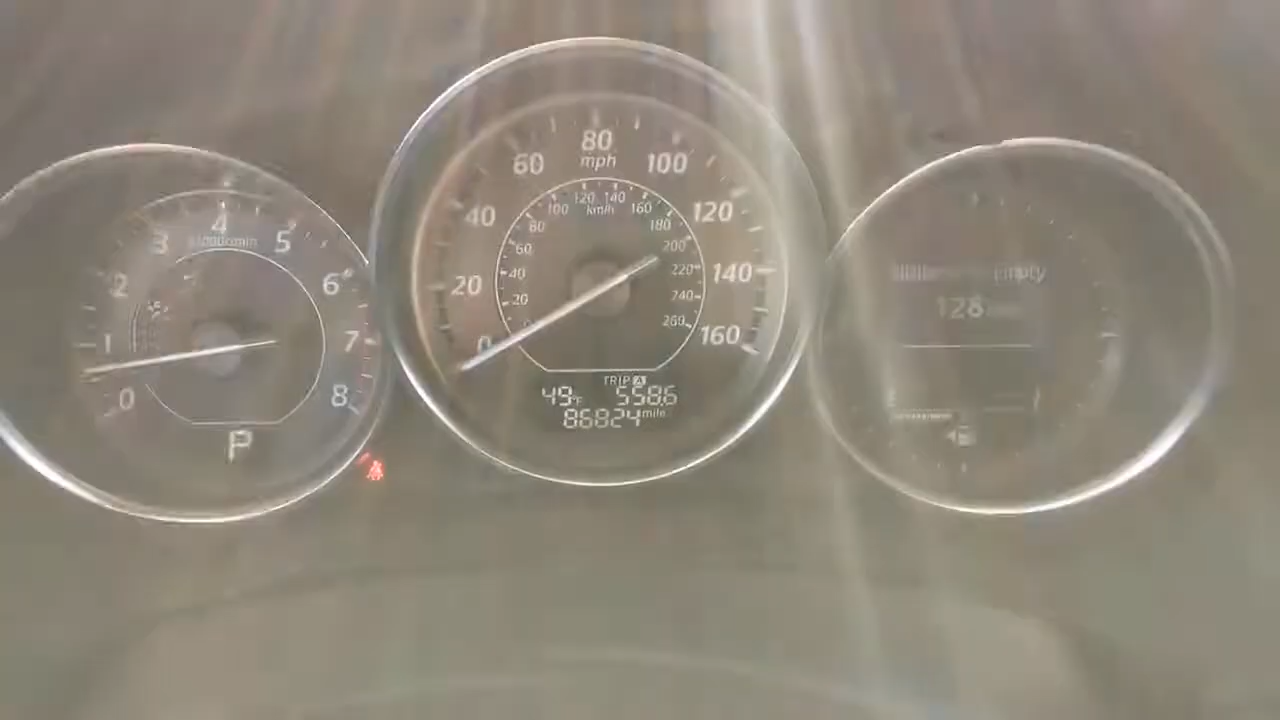 0 1 2 3 4 5 6 7 8
P
0 20 40 60 80 100 120 140 160
mph
20 40 60 80 100 120 140 160 180 200 220 240 260
km/h
TRIP A
49°F 558.6
86824 mile
empty
128